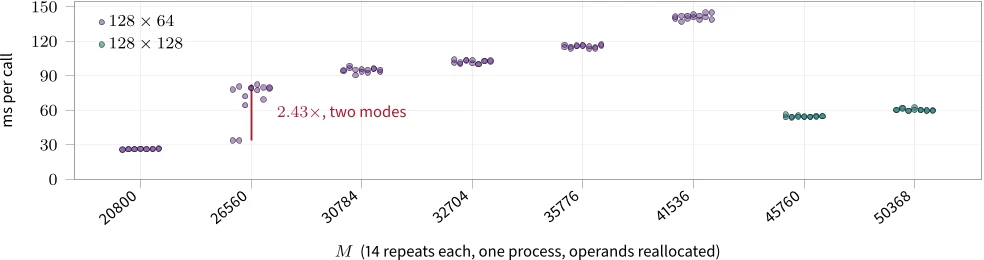 150
128 × 64
120
128 × 128
90
60
2.43×, two modes
30
0
ms per call
20800
26560
30784
32704
35776
41536
45760
50368
M (14 repeats each, one process, operands reallocated)